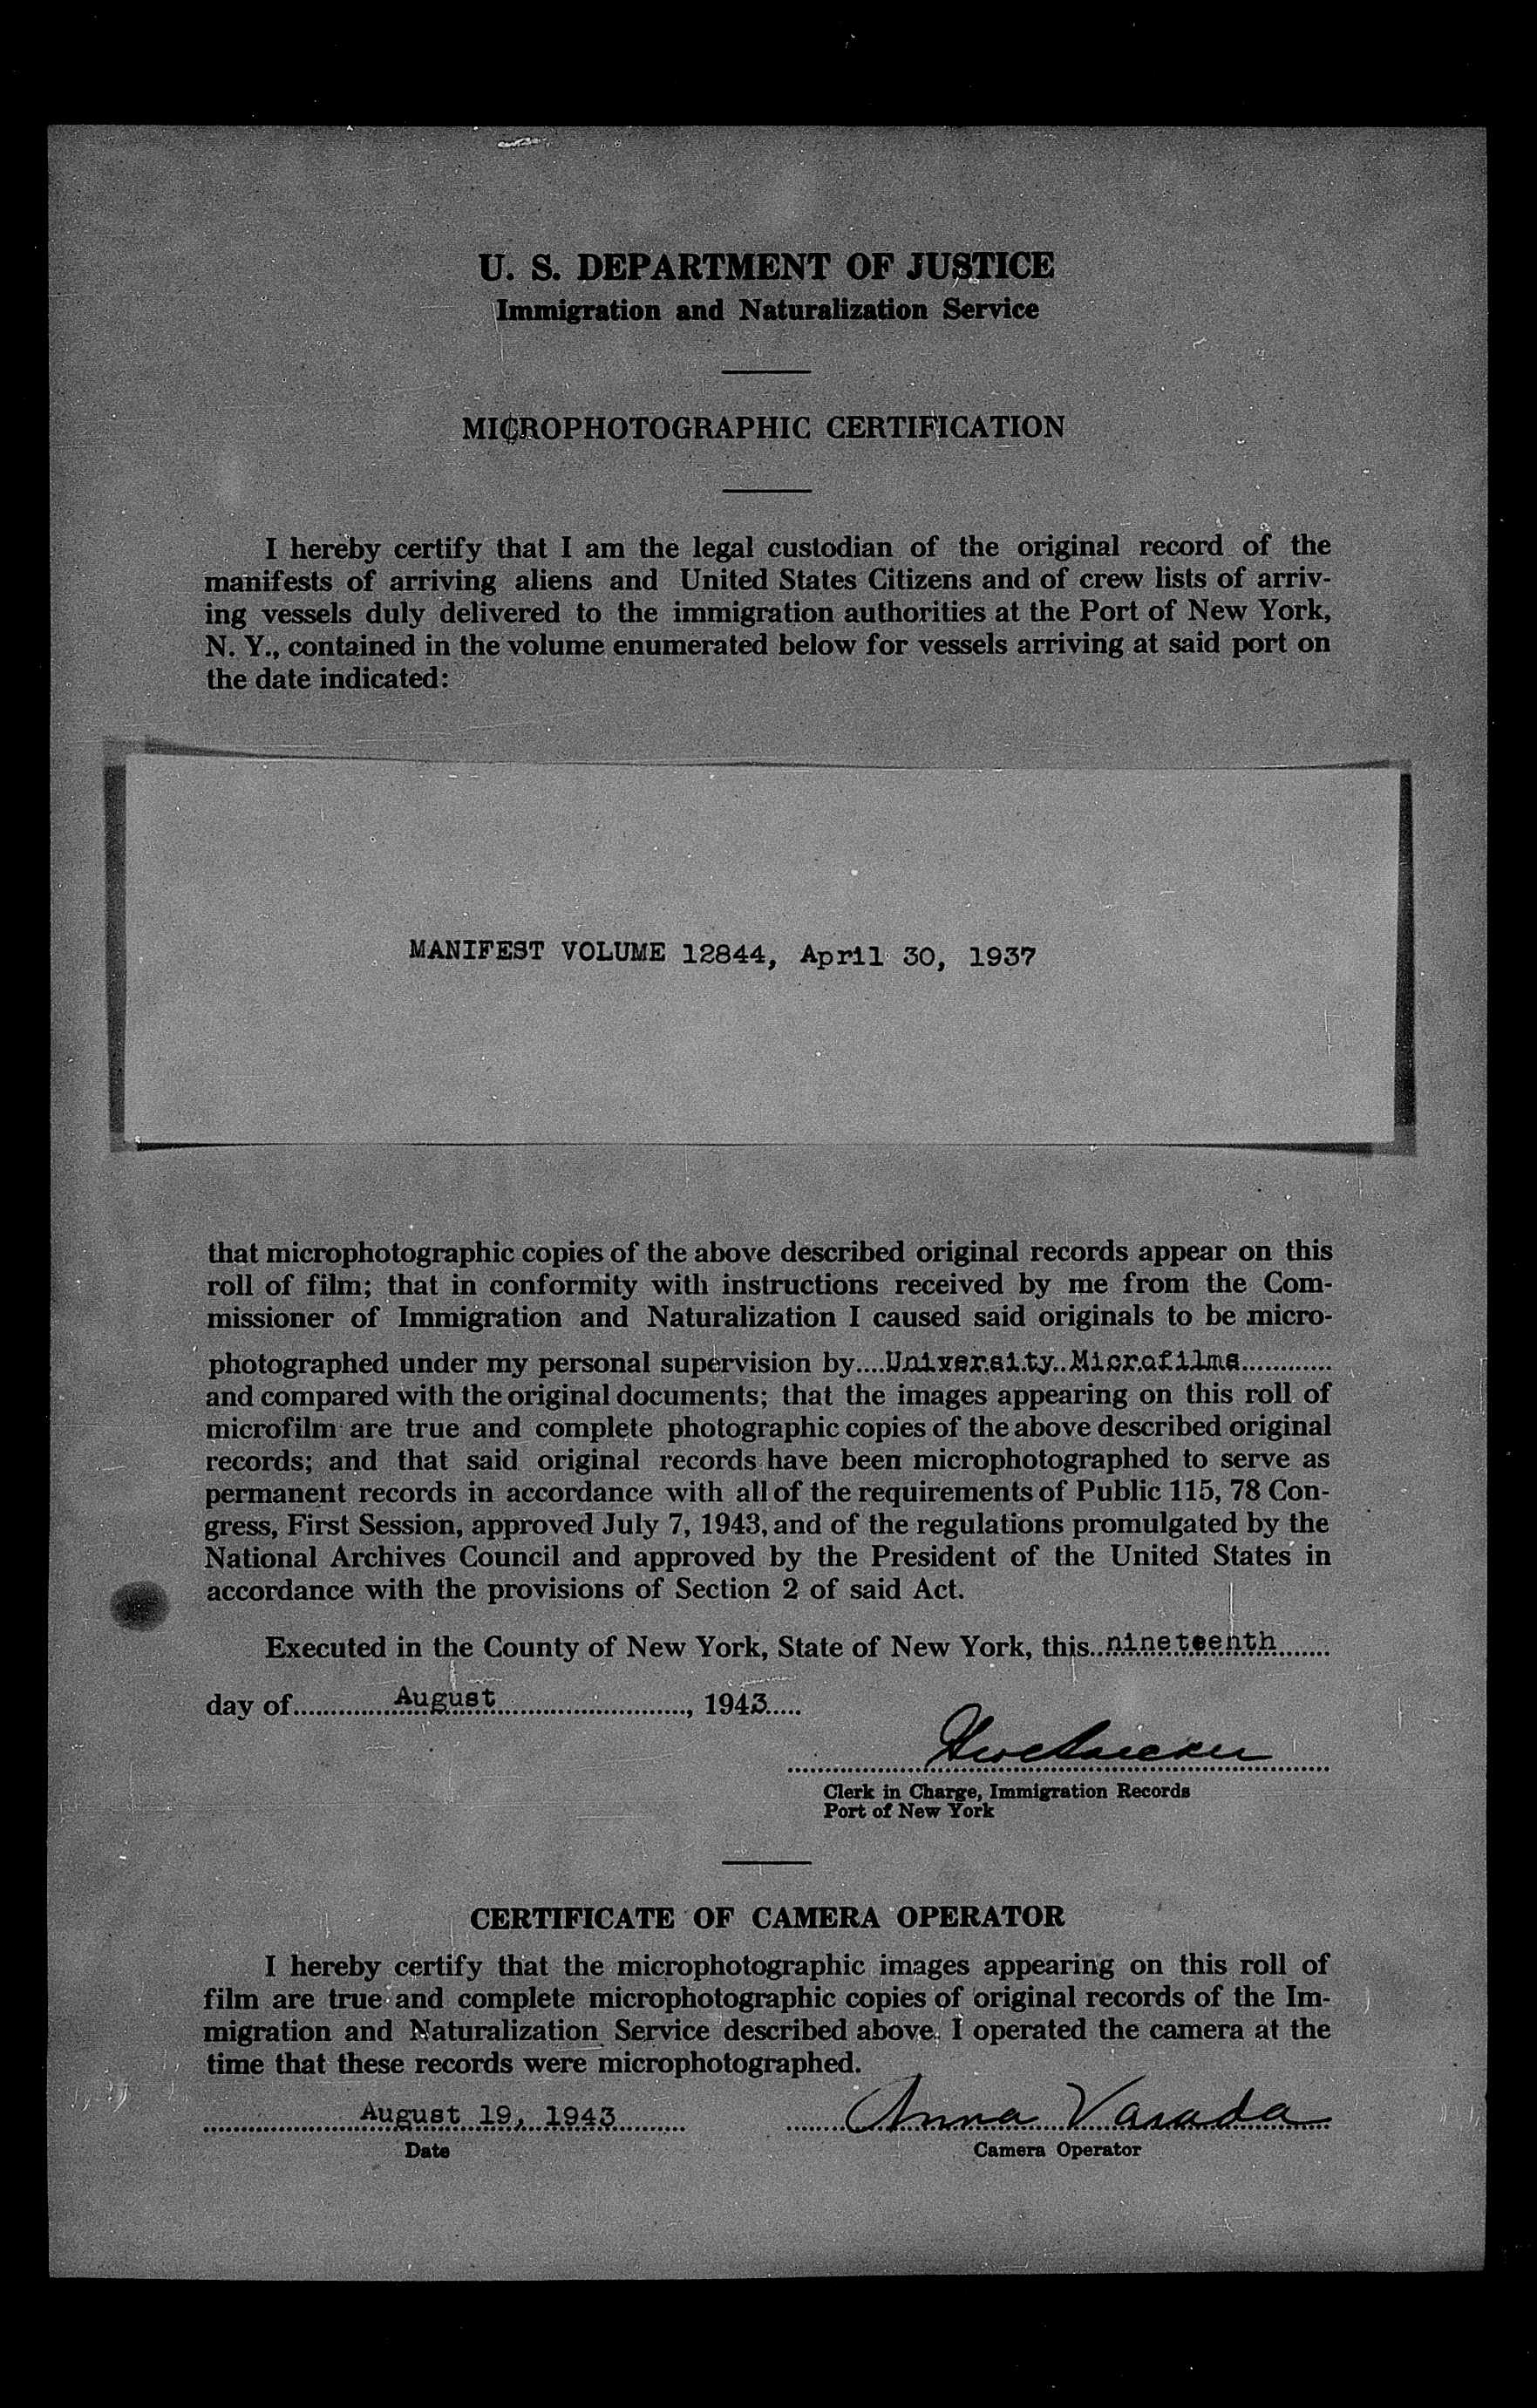 U. S. DEPARTMENT OF JUSTICE
Immigration and Naturalization Service
MICROPHOTOGRAPHIC CERTIFICATION
I hereby certify that I am the legal custodian of the original record of the
manifests of arriving aliens and United States Citizens and of crew lists of arriv-
ing vessels duly delivered to the immigration authorities at the Port of New York,
N. Y., contained in the volume enumerated below for vessels arriving at said port on
the date indicated:
MANIFEST VOLUME 12844, April 30, 1937
that microphotographic copies of the above described original records appear on this
roll of film; that in conformity with instructions received by me from the Com-
missioner of Immigration and Naturalization I caused said originals to be micro-
photographed under my personal supervision by....University Microfilms............
and compared with the original documents; that the images appearing on this roll of
microfilm are true and complete photographic copies of the above described original
records; and that said original records have been microphotographed to serve as
permanent records in accordance with all of the requirements of Public 115, 78 Con-
gress, First Session, approved July 7, 1943, and of the regulations promulgated by the
National Archives Council and approved by the President of the United States in
accordance with the provisions of Section 2 of said Act.
Executed in the County of New York, State of New York, this..nineteenth.......
day of.............August..........................., 1943.....
Clerk in Charge, Immigration Records
Port of New York
CERTIFICATE OF CAMERA OPERATOR
I hereby certify that the microphotographic images appearing on this roll of
film are true and complete microphotographic copies of original records of the Im-
migration and Naturalization Service described above. I operated the camera at the
time that these records were microphotographed.
August 19, 1943 Anna Varada
Date Camera Operator